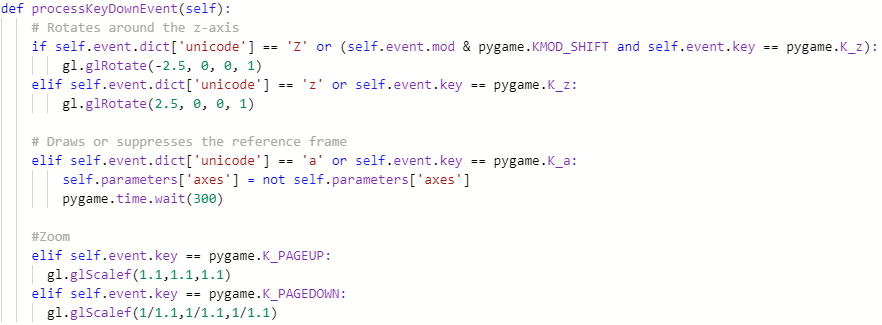 def processKeyDownEvent(self):
    # Rotates around the z-axis
    if self.event.dict['unicode'] == 'Z' or (self.event.mod & pygame.KMOD_SHIFT and self.event.key == pygame.K_z):
        gl.glRotate(-2.5, 0, 0, 1)
    elif self.event.dict['unicode'] == 'z' or self.event.key == pygame.K_z:
        gl.glRotate(2.5, 0, 0, 1)

    # Draws or suppresses the reference frame
    elif self.event.dict['unicode'] == 'a' or self.event.key == pygame.K_a:
        self.parameters['axes'] = not self.parameters['axes']
        pygame.time.wait(300)

    #Zoom
    elif self.event.key == pygame.K_PAGEUP:
      gl.glScalef(1.1,1.1,1.1)
    elif self.event.key == pygame.K_PAGEDOWN:
      gl.glScalef(1/1.1,1/1.1,1/1.1)